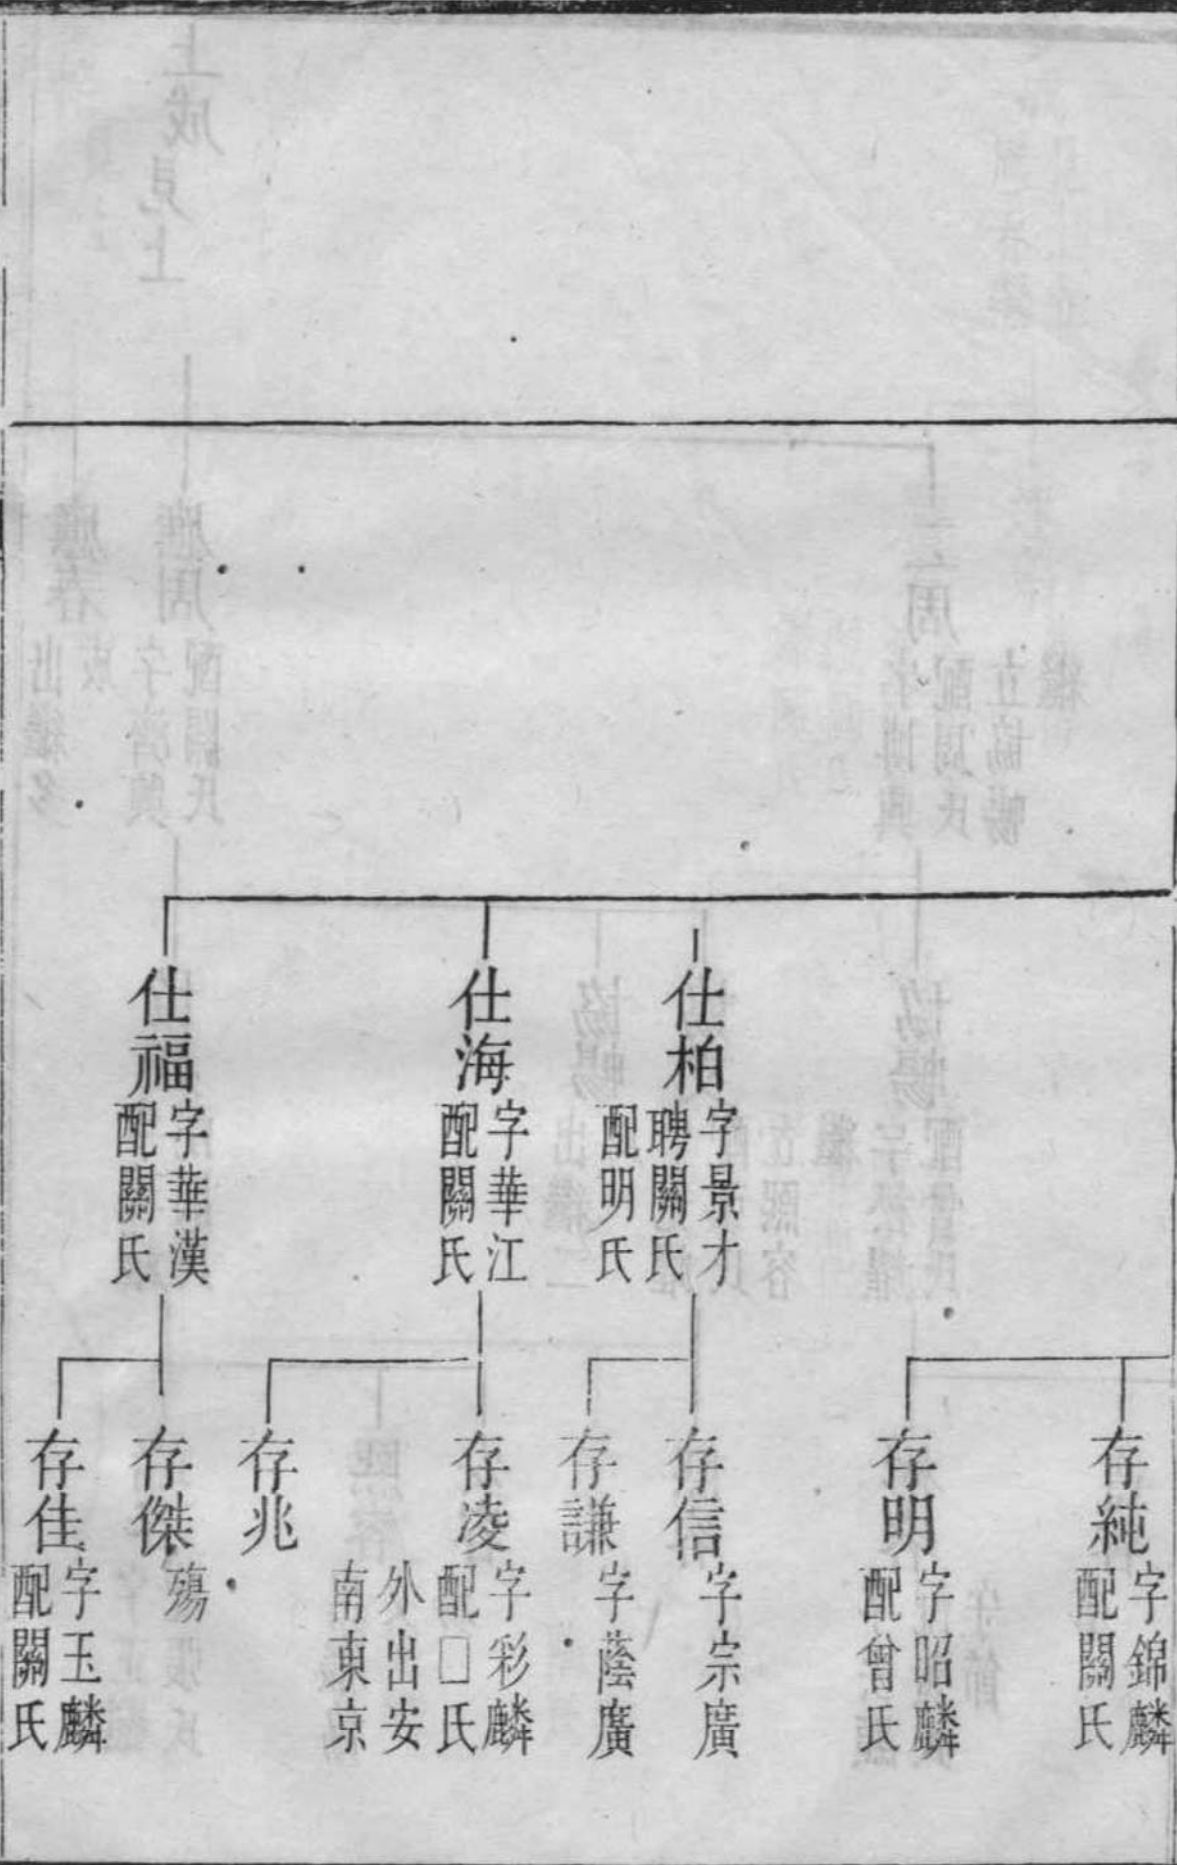 仕柏
字景才
聘關氏
配明氏
仕海
字華江
配關氏
仕福
字華漢
配關氏
存純
字錦麟
配關氏
存明
字昭麟
配曾氏
存信
字宗廣
存謙
字蔭廣
存凌
字彩麟
配□氏
外出安
南東京
存兆
存傑
殤
存佳
字玉麟
配關氏